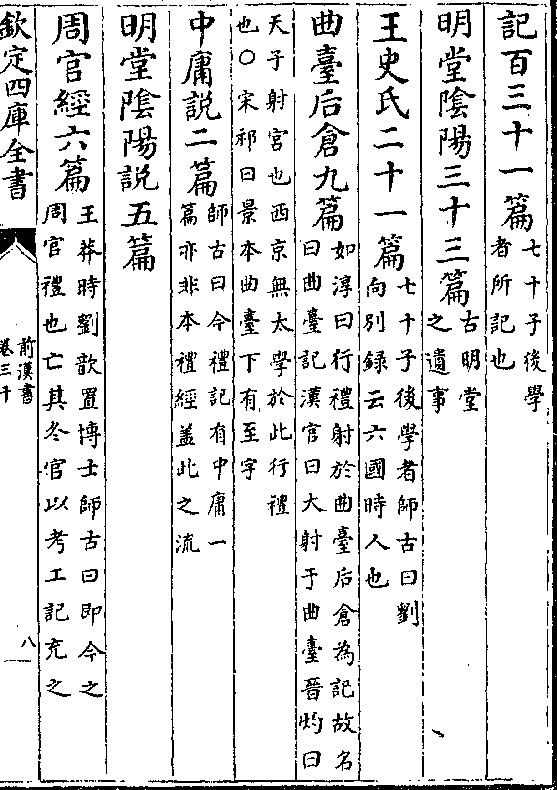 記百三十一篇七十子後學者所記也
明堂陰陽三十三篇古明堂之遺事
王史氏二十一篇七十子後學者師古曰劉向別録云六國時人也
曲臺后倉九篇如淳曰行禮射於曲臺后倉為記故名曰曲臺記漢官曰大射于曲臺晉灼曰
天子射宫也西京無太學於此行禮也○宋祁曰景本曲臺下有至字
中庸説二篇師古曰今禮記有中庸一篇亦非本禮經葢此之流
明堂陰陽説五篇
周官經六篇王莽時劉歆置博士師古曰即今之周官禮也亡其冬官以考工記充之
欽定四庫全書
前漢書
卷三十
八